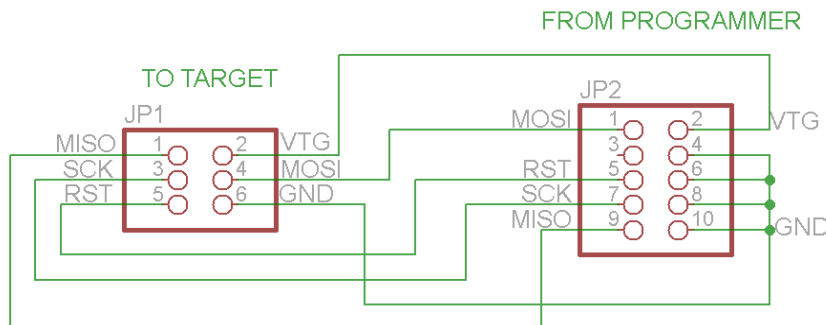 FROM PROGRAMMER
TO TARGET
JP1
MISO 1 2 VTG
SCK 3 4 MOSI
RST 5 6 GND
JP2
MOSI 1 2 VTG
3 4
RST 5 6
SCK 7 8
MISO 9 10 GND